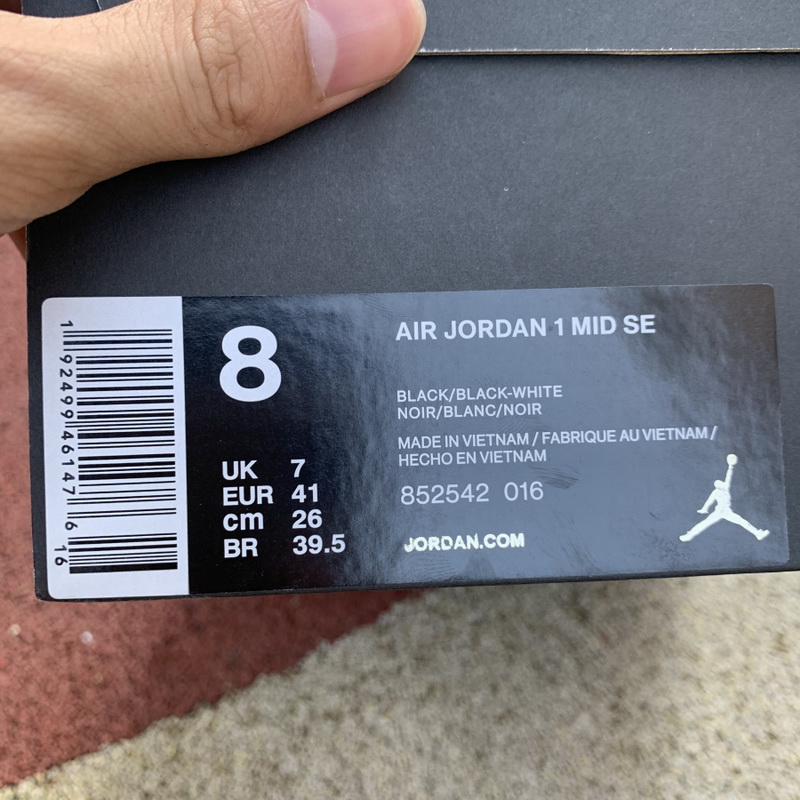 1 92499 46147 6
16
8
UK 7
EUR 41
cm 26
BR 39.5
AIR JORDAN 1 MID SE
BLACK/BLACK-WHITE
NOIR/BLANC/NOIR
MADE IN VIETNAM / FABRIQUE AU VIETNAM /
HECHO EN VIETNAM
852542 016
JORDAN.COM